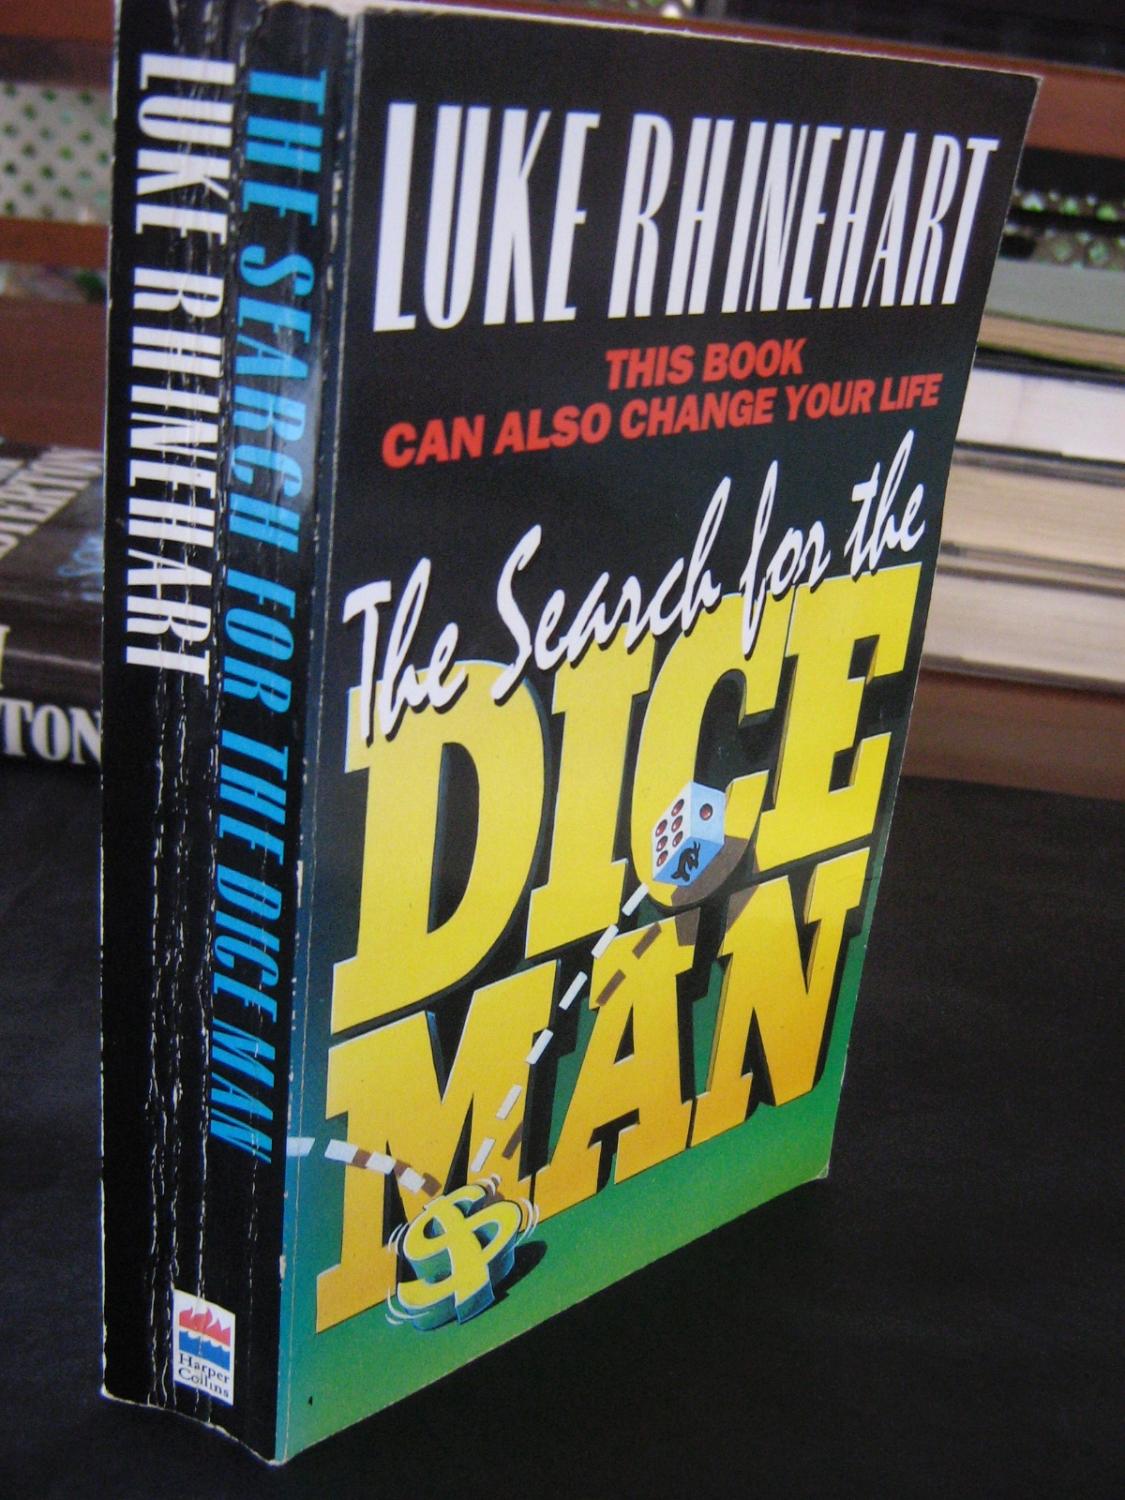 LUKE RHINEHART
THIS BOOK
CAN ALSO CHANGE YOUR LIFE
The Search for the
DICE
MAN
$
THE SEARCH FOR THE DICE MAN
LUKE RHINEHART
Harper
Collins
TON